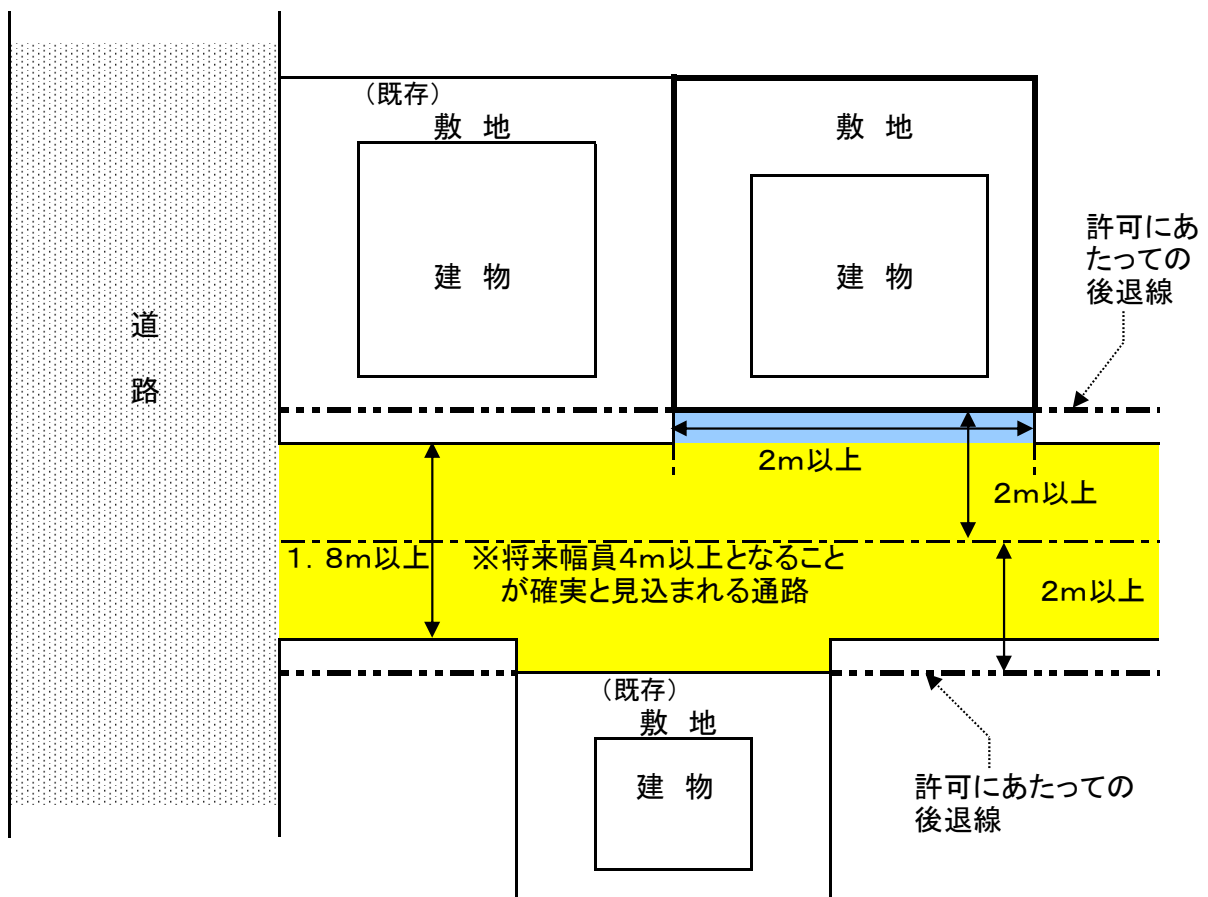 （既存）
敷 地
敷 地
建 物
建 物
許可にあ
たっての
後退線
道
路
2m以上
2m以上
1．8m以上
※将来幅員4m以上となること
が確実と見込まれる通路
2m以上
（既存）
敷 地
建 物
許可にあたっての
後退線